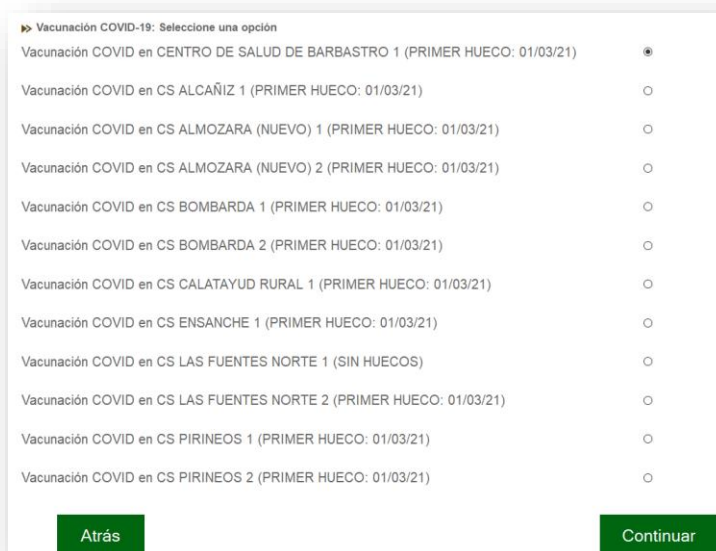 Vacunación COVID-19: Seleccione una opción
Vacunación COVID en CENTRO DE SALUD DE BARBASTRO 1 (PRIMER HUECO: 01/03/21)
Vacunación COVID en CS ALCAÑIZ 1 (PRIMER HUECO: 01/03/21)
Vacunación COVID en CS ALMOZARA (NUEVO) 1 (PRIMER HUECO: 01/03/21)
Vacunación COVID en CS ALMOZARA (NUEVO) 2 (PRIMER HUECO: 01/03/21)
Vacunación COVID en CS BOMBARDA 1 (PRIMER HUECO: 01/03/21)
Vacunación COVID en CS BOMBARDA 2 (PRIMER HUECO: 01/03/21)
Vacunación COVID en CS CALATAYUD RURAL 1 (PRIMER HUECO: 01/03/21)
Vacunación COVID en CS ENSANCHE 1 (PRIMER HUECO: 01/03/21)
Vacunación COVID en CS LAS FUENTES NORTE 1 (SIN HUECOS)
Vacunación COVID en CS LAS FUENTES NORTE 2 (PRIMER HUECO: 01/03/21)
Vacunación COVID en CS PIRINEOS 1 (PRIMER HUECO: 01/03/21)
Vacunación COVID en CS PIRINEOS 2 (PRIMER HUECO: 01/03/21)
Atrás
Continuar